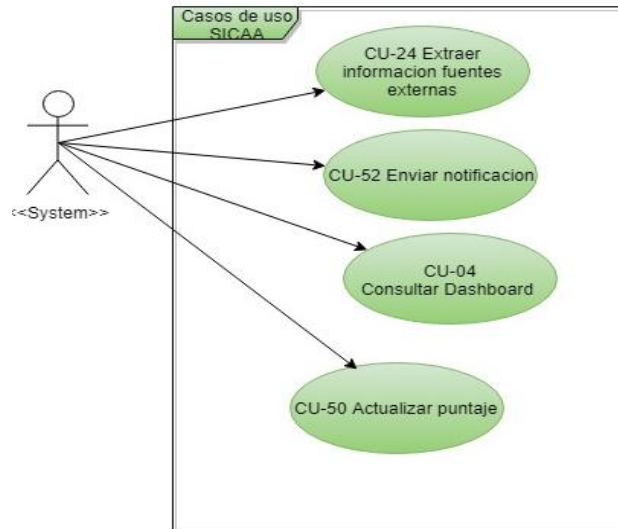 Casos de uso
SICAA
CU-24 Extraer
informacion fuentes
externas
CU-52 Enviar notificacion
<<System>>
CU-04
Consultar Dashboard
CU-50 Actualizar puntaje